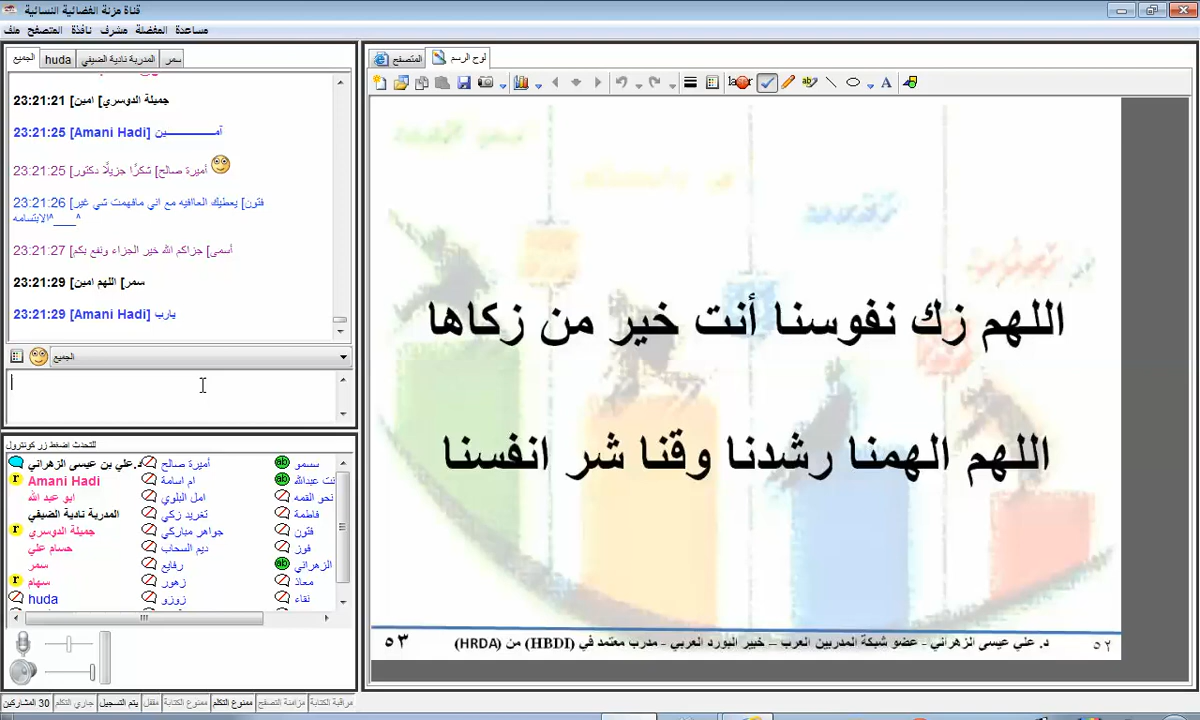 قناة مزنة الغضائية النسائية
ملف المتصفح نافذة مشرف المغضلة مساعدة
الجميع huda المدربة نادية الضيفي سمر
23:21:21 [جميلة الدوسري] امين
23:21:25 [Amani Hadi] آمـــــــــــين
23:21:25 [أميرة صالح] شكرًا جزيلًا دكتور
23:21:26 [فتون] يعطيك العاافيه مع اني مافهمت شي غير
الابتسامه^____^
23:21:27 [أسمى] جزاكم الله خير الجزاء ونفع بكم
23:21:29 [سمر] اللهم امين
23:21:29 [Amani Hadi] يارب
الجميع
للتحدث اضغط زر كونترول
د.علي بن عيسى الزهراني أميرة صالح سسمو
Amani Hadi ام اسامة نت عبدالله
ابو عبد الله امل البلوي نحو القمه
المدربة نادية الضيفي تغريد زكي فاطمة
جميلة الدوسري جواهر مباركي فتون
حسام علي ديم السحاب فوز
سمر رفايع الزهراني
سهام زهور معاذ
huda زوزو نقاء
30 المشاركين يتم التسجيل جاري التكلم ممنوع التكلم ممنوع الكتابة مقفل مزامنة التصفح مراقبة الكتابة
المتصفح لوح الرسم
اللهم زك نفوسنا أنت خير من زكاها
اللهم الهمنا رشدنا وقنا شر انفسنا
٥٢ د. علي عيسى الزهراني - عضو شبكة المدربين العرب – خبير البورد العربي - مدرب معتمد في (HBDI) من (HRDA) ٥٣